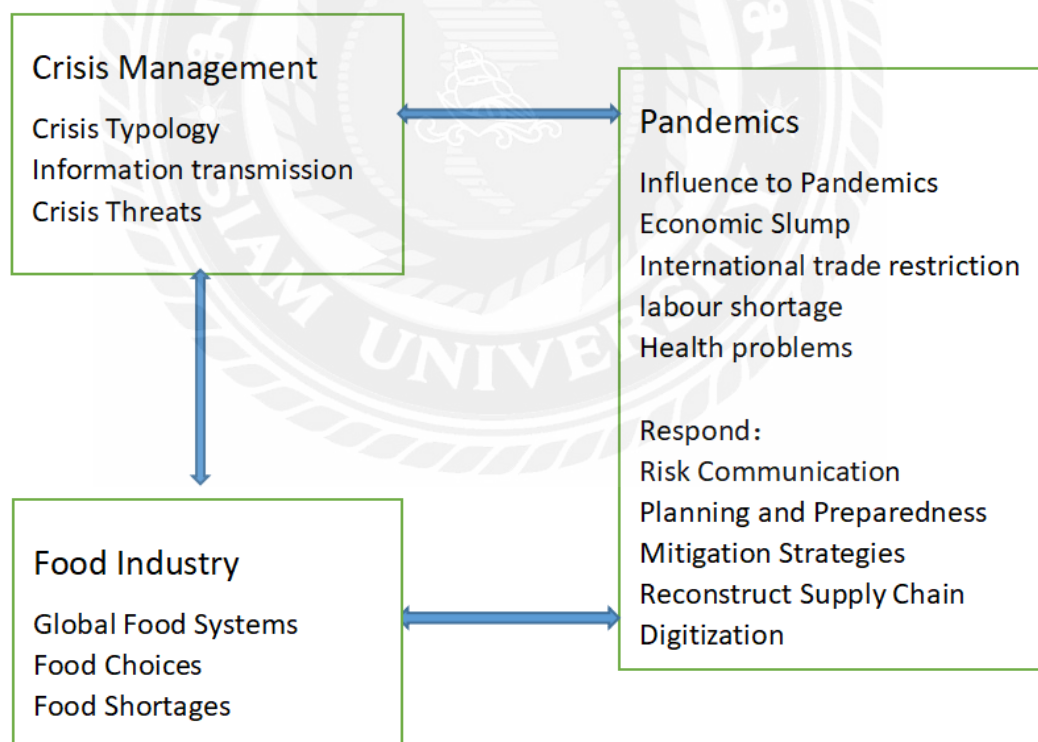 Crisis Management
Crisis Typology
Information transmission
Crisis Threats
Pandemics
Influence to Pandemics
Economic Slump
International trade restriction
labour shortage
Health problems
Respond：
Risk Communication
Planning and Preparedness
Mitigation Strategies
Reconstruct Supply Chain
Digitization
Food Industry
Global Food Systems
Food Choices
Food Shortages
SIAM UNIVERSITY